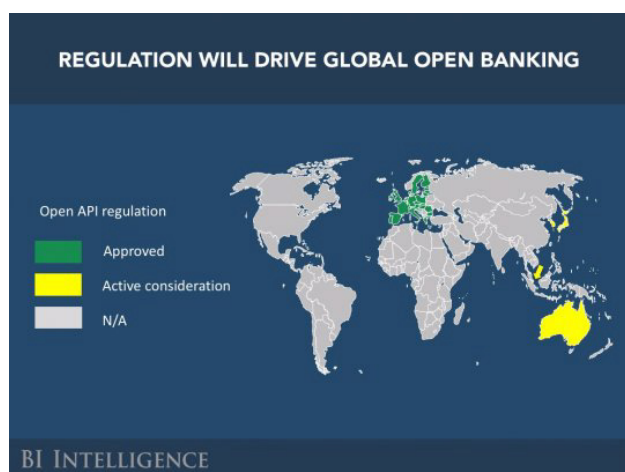 REGULATION WILL DRIVE GLOBAL OPEN BANKING
Open API regulation
Approved
Active consideration
N/A
BI INTELLIGENCE